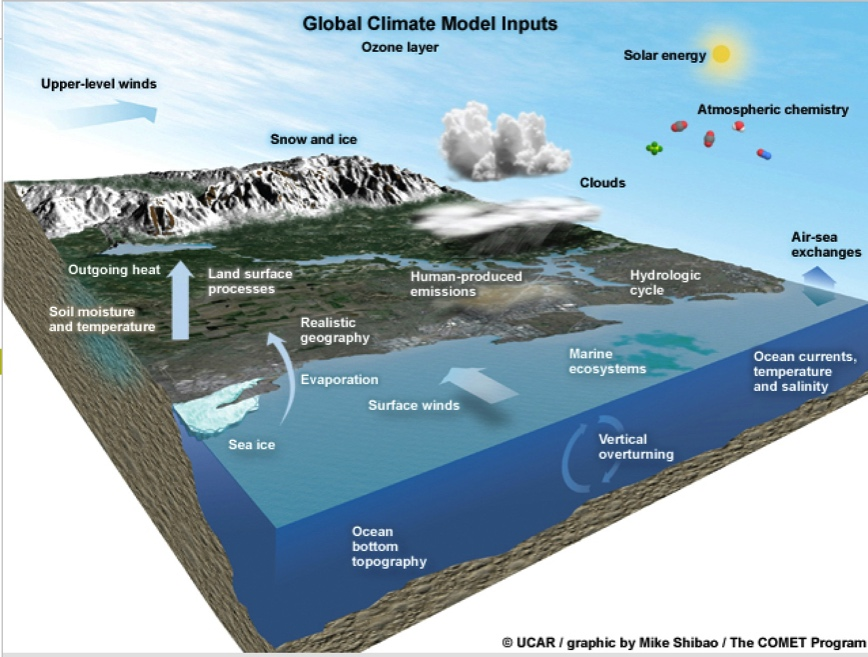 Global Climate Model Inputs
Ozone layer
Solar energy
Upper-level winds
Atmospheric chemistry
Snow and ice
Clouds
Air-sea
exchanges
Outgoing heat
Land surface
processes
Human-produced
emissions
Hydrologic
cycle
Soil moisture
and temperature
Realistic
geography
Marine
ecosystems
Ocean currents,
temperature
and salinity
Evaporation
Surface winds
Sea ice
Vertical
overturning
Ocean
bottom
topography
© UCAR / graphic by Mike Shibao / The COMET Program